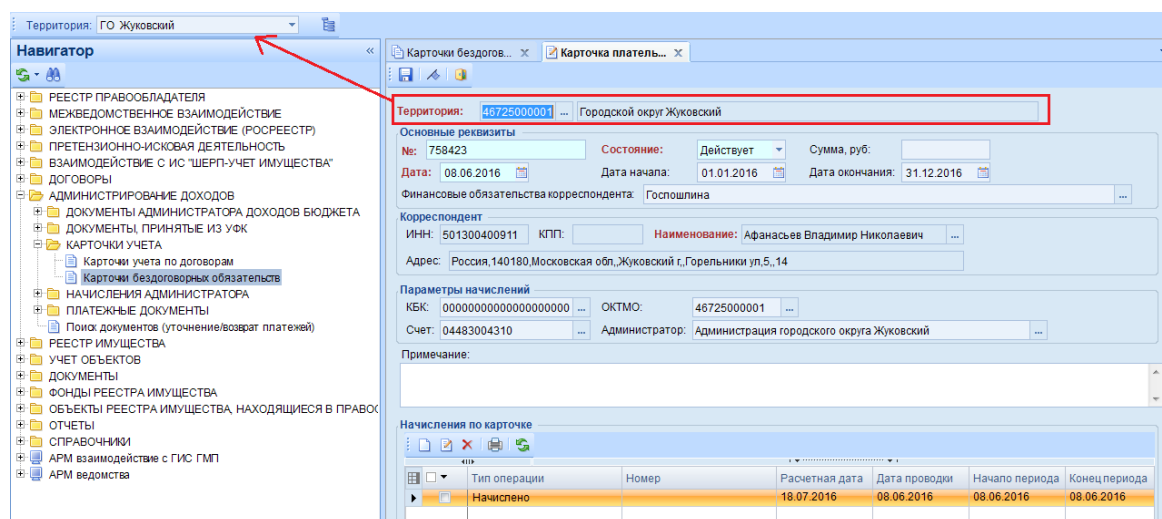 Территория: ГО Жуковский
Навигатор «
РЕЕСТР ПРАВООБЛАДАТЕЛЯ
МЕЖВЕДОМСТВЕННОЕ ВЗАИМОДЕЙСТВИЕ
ЭЛЕКТРОННОЕ ВЗАИМОДЕЙСТВИЕ (РОСРЕЕСТР)
ПРЕТЕНЗИОННО-ИСКОВАЯ ДЕЯТЕЛЬНОСТЬ
ВЗАИМОДЕЙСТВИЕ С ИС "ШЕРП-УЧЕТ ИМУЩЕСТВА"
ДОГОВОРЫ
АДМИНИСТРИРОВАНИЕ ДОХОДОВ
ДОКУМЕНТЫ АДМИНИСТРАТОРА ДОХОДОВ БЮДЖЕТА
ДОКУМЕНТЫ, ПРИНЯТЫЕ ИЗ УФК
КАРТОЧКИ УЧЕТА
Карточки учета по договорам
Карточки бездоговорных обязательств
НАЧИСЛЕНИЯ АДМИНИСТРАТОРА
ПЛАТЕЖНЫЕ ДОКУМЕНТЫ
Поиск документов (уточнение/возврат платежей)
РЕЕСТР ИМУЩЕСТВА
УЧЕТ ОБЪЕКТОВ
ДОКУМЕНТЫ
ФОНДЫ РЕЕСТРА ИМУЩЕСТВА
ОБЪЕКТЫ РЕЕСТРА ИМУЩЕСТВА, НАХОДЯЩИЕСЯ В ПРАВОО
ОТЧЕТЫ
СПРАВОЧНИКИ
АРМ взаимодействие с ГИС ГМП
АРМ ведомства
Карточки бездогов... x Карточка платель... x
Территория: 46725000001 ... Городской округ Жуковский
Основные реквизиты
№: 758423 Состояние: Действует Сумма, руб:
Дата: 08.06.2016 Дата начала: 01.01.2016 Дата окончания: 31.12.2016
Финансовые обязательства корреспондента: Госпошлина ...
Корреспондент
ИНН: 501300400911 КПП: Наименование: Афанасьев Владимир Николаевич ...
Адрес: Россия,140180,Московская обл,,Жуковский г,,Горельники ул,5,,14
Параметры начислений
КБК: 00000000000000000000 ... ОКТМО: 46725000001 ...
Счет: 04483004310 ... Администратор: Администрация городского округа Жуковский ...
Примечание:
Начисления по карточке
Тип операции Номер Расчетная дата Дата проводки Начало периода Конец периода
Начислено 18.07.2016 08.06.2016 08.06.2016 08.06.2016